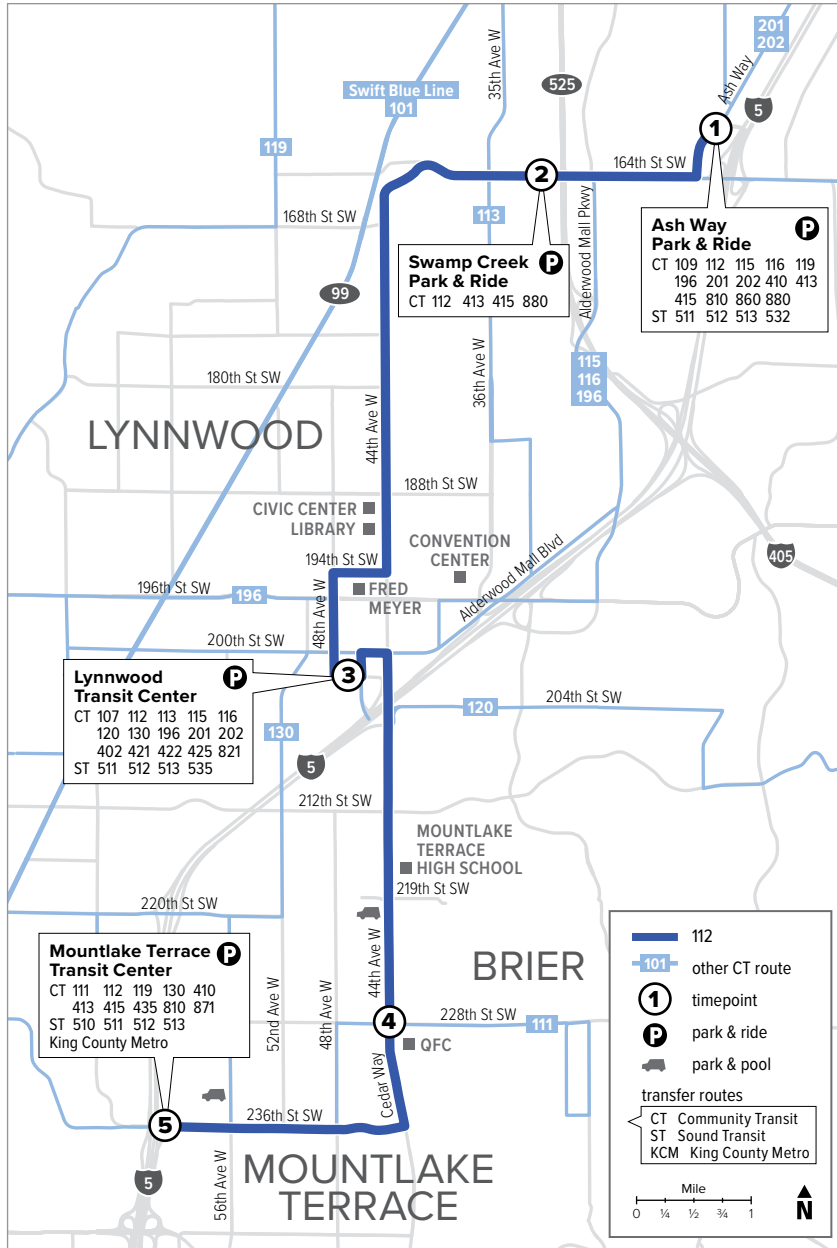 201
202
Ash Way
5
35th Ave W
525
Swift Blue Line
101
119
1
2
164th St SW
113
168th St SW
Alderwood Mall Pkwy
Ash Way
Park & Ride
P
CT 109 112 115 116 119
196 201 202 410 413
415 810 860 880
ST 511 512 513 532
Swamp Creek
Park & Ride
P
CT 112 413 415 880
99
36th Ave W
115
116
196
180th St SW
LYNNWOOD
44th Ave W
188th St SW
CIVIC CENTER
LIBRARY
CONVENTION
CENTER
405
194th St SW
FRED
MEYER
Alderwood Mall Blvd
196th St SW
196
48th Ave W
200th St SW
3
Lynnwood
Transit Center
P
CT 107 112 113 115 116
120 130 196 201 202
402 421 422 425 821
ST 511 512 513 535
204th St SW
120
130
5
212th St SW
MOUNTLAKE
TERRACE
HIGH SCHOOL
219th St SW
220th St SW
44th Ave W
BRIER
Mountlake Terrace
Transit Center
P
CT 111 112 119 130 410
413 415 435 810 871
ST 510 511 512 513
King County Metro
52nd Ave W
48th Ave W
4
228th St SW
111
QFC
Cedar Way
5
236th St SW
56th Ave W
5
MOUNTLAKE
TERRACE
112
101
other CT route
1
timepoint
P
park & ride
park & pool
transfer routes
CT Community Transit
ST Sound Transit
KCM King County Metro
Mile
0 ¼ ½ ¾ 1
N